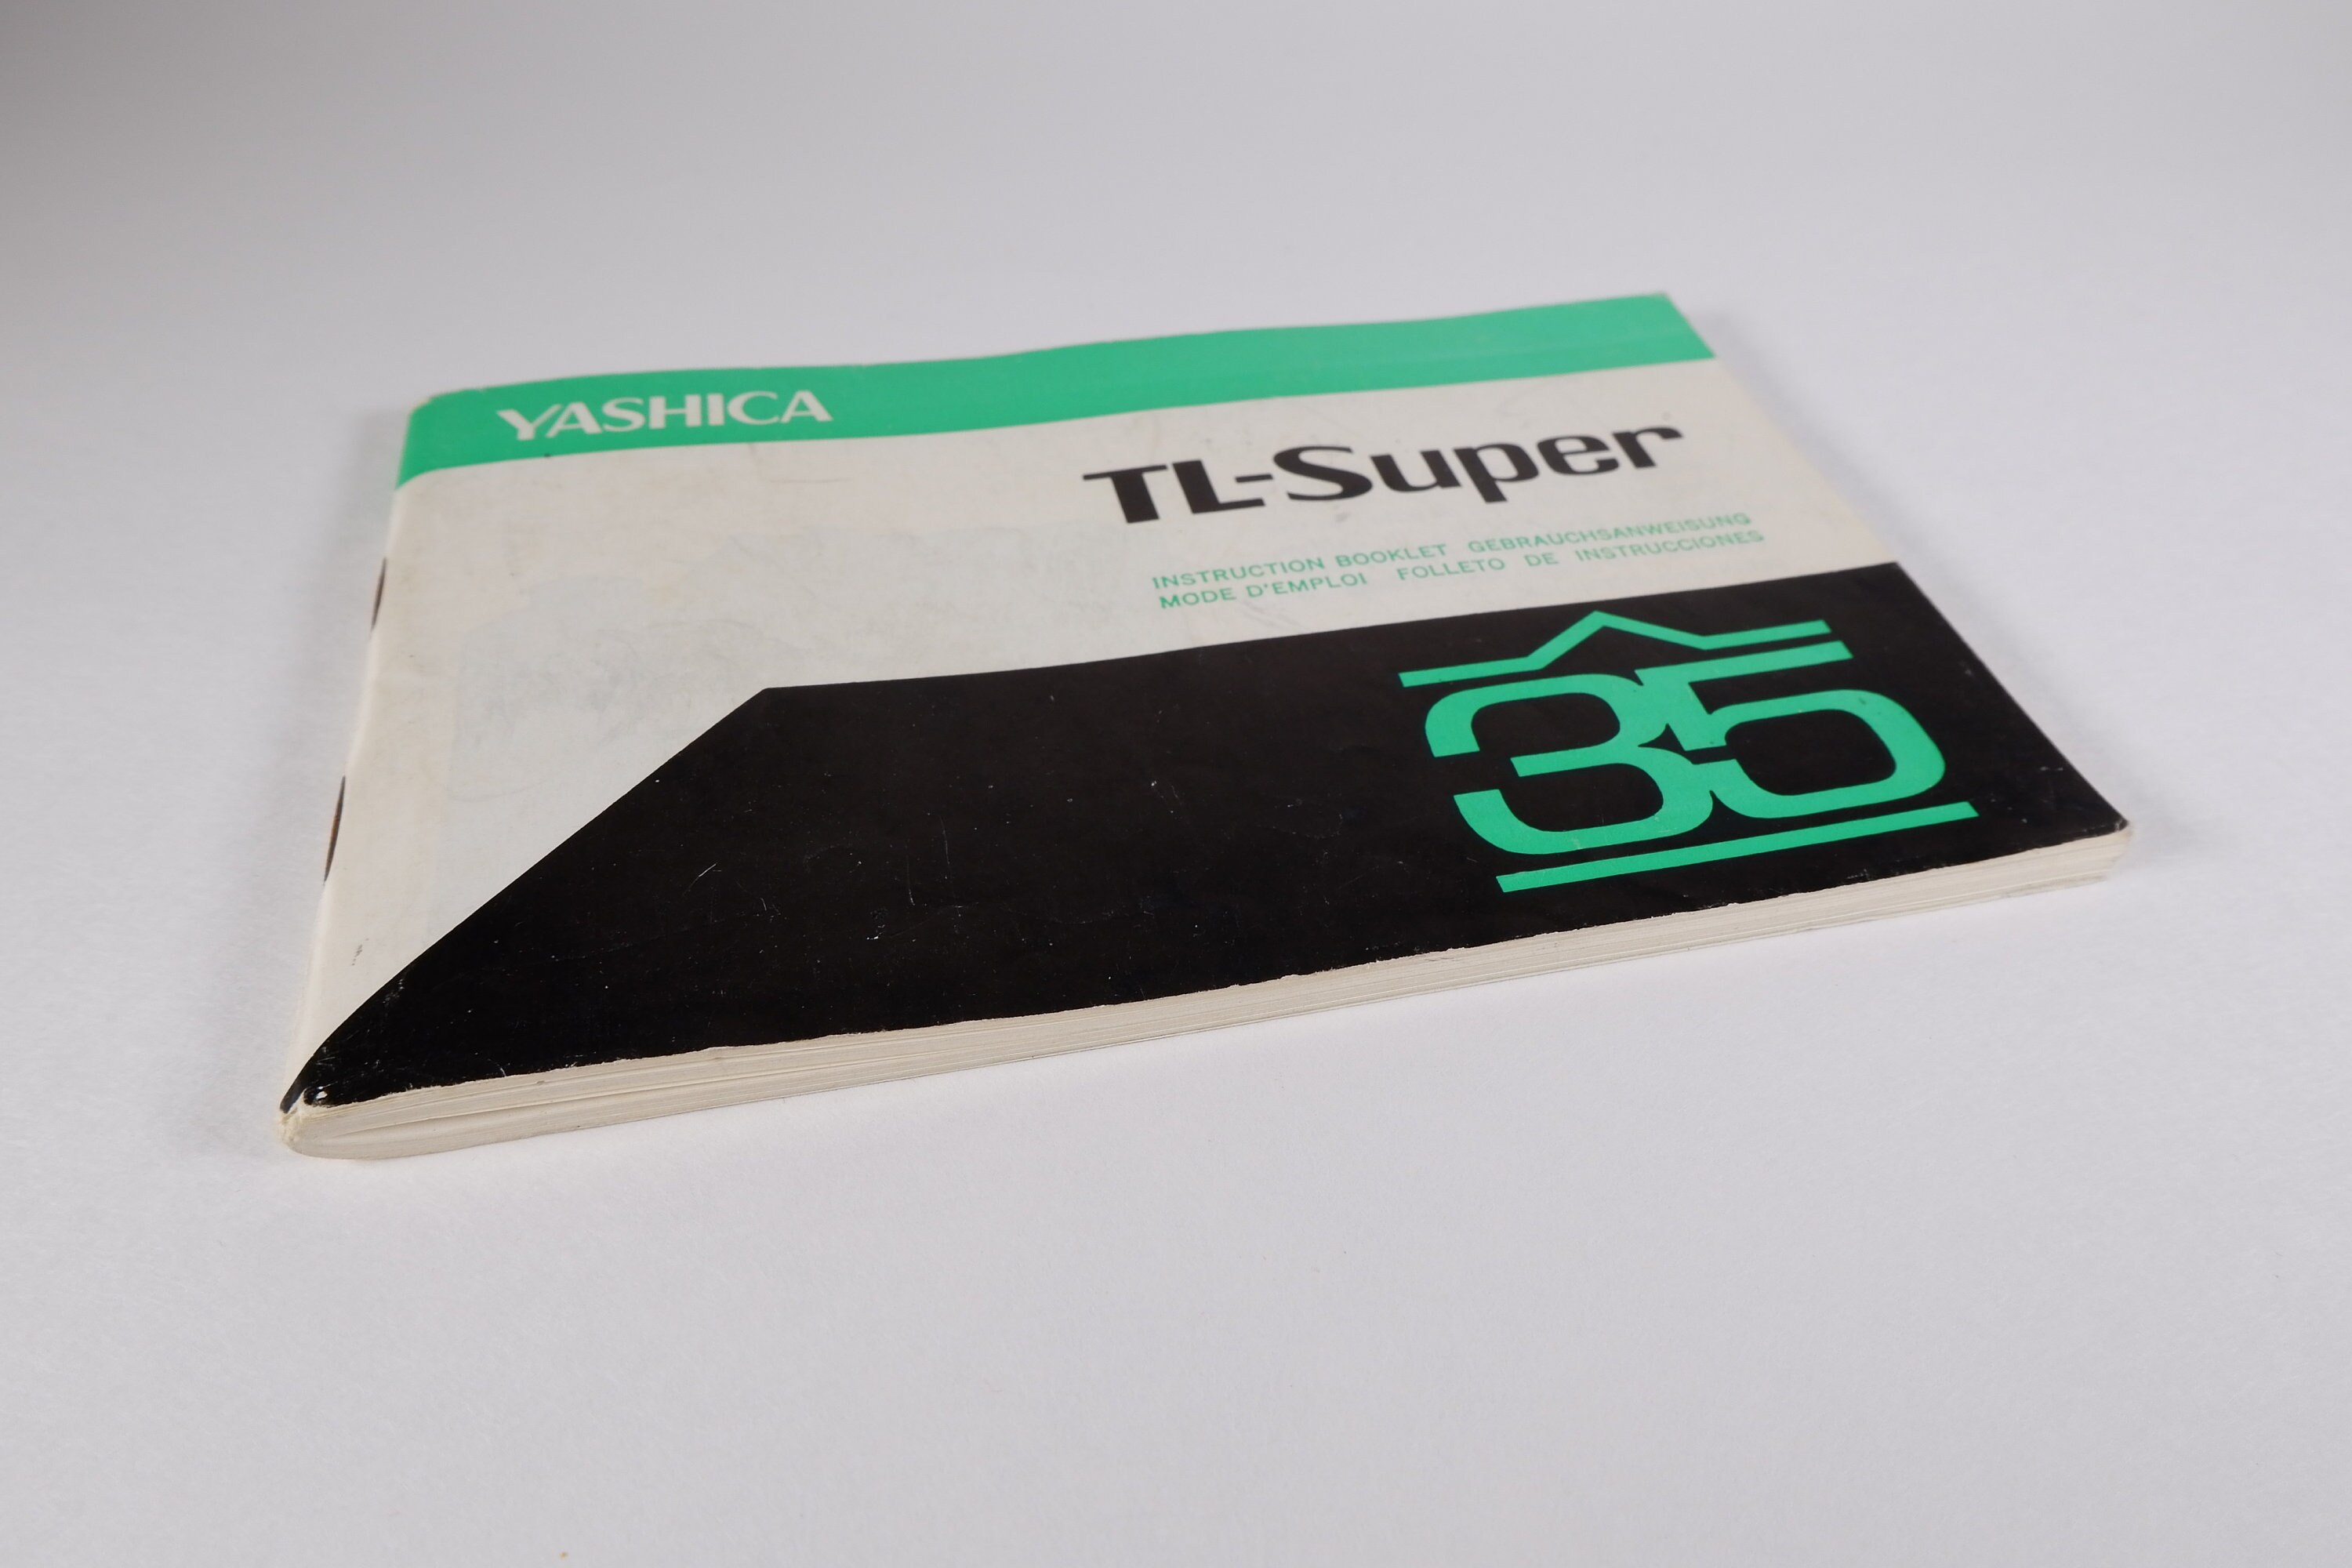 YASHICA
TL-Super
INSTRUCTION BOOKLET GEBRAUCHSANWEISUNG
MODE D'EMPLOI FOLLETO DE INSTRUCCIONES
35